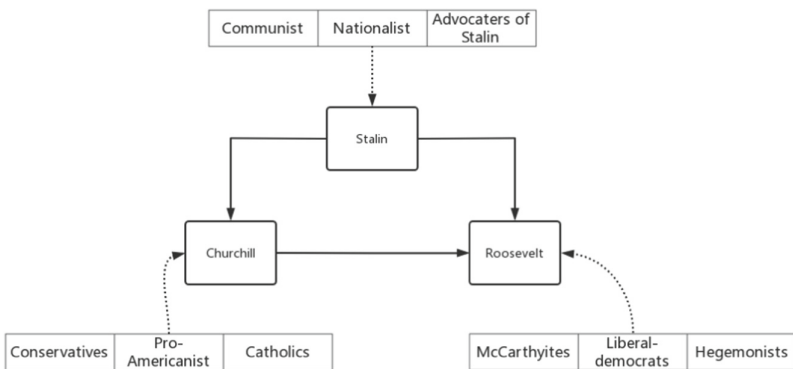 Communist
Nationalist
Advocaters of
Stalin
Stalin
Churchill
Roosevelt
Conservatives
Pro-
Americanist
Catholics
McCarthyites
Liberal-
democrats
Hegemonists